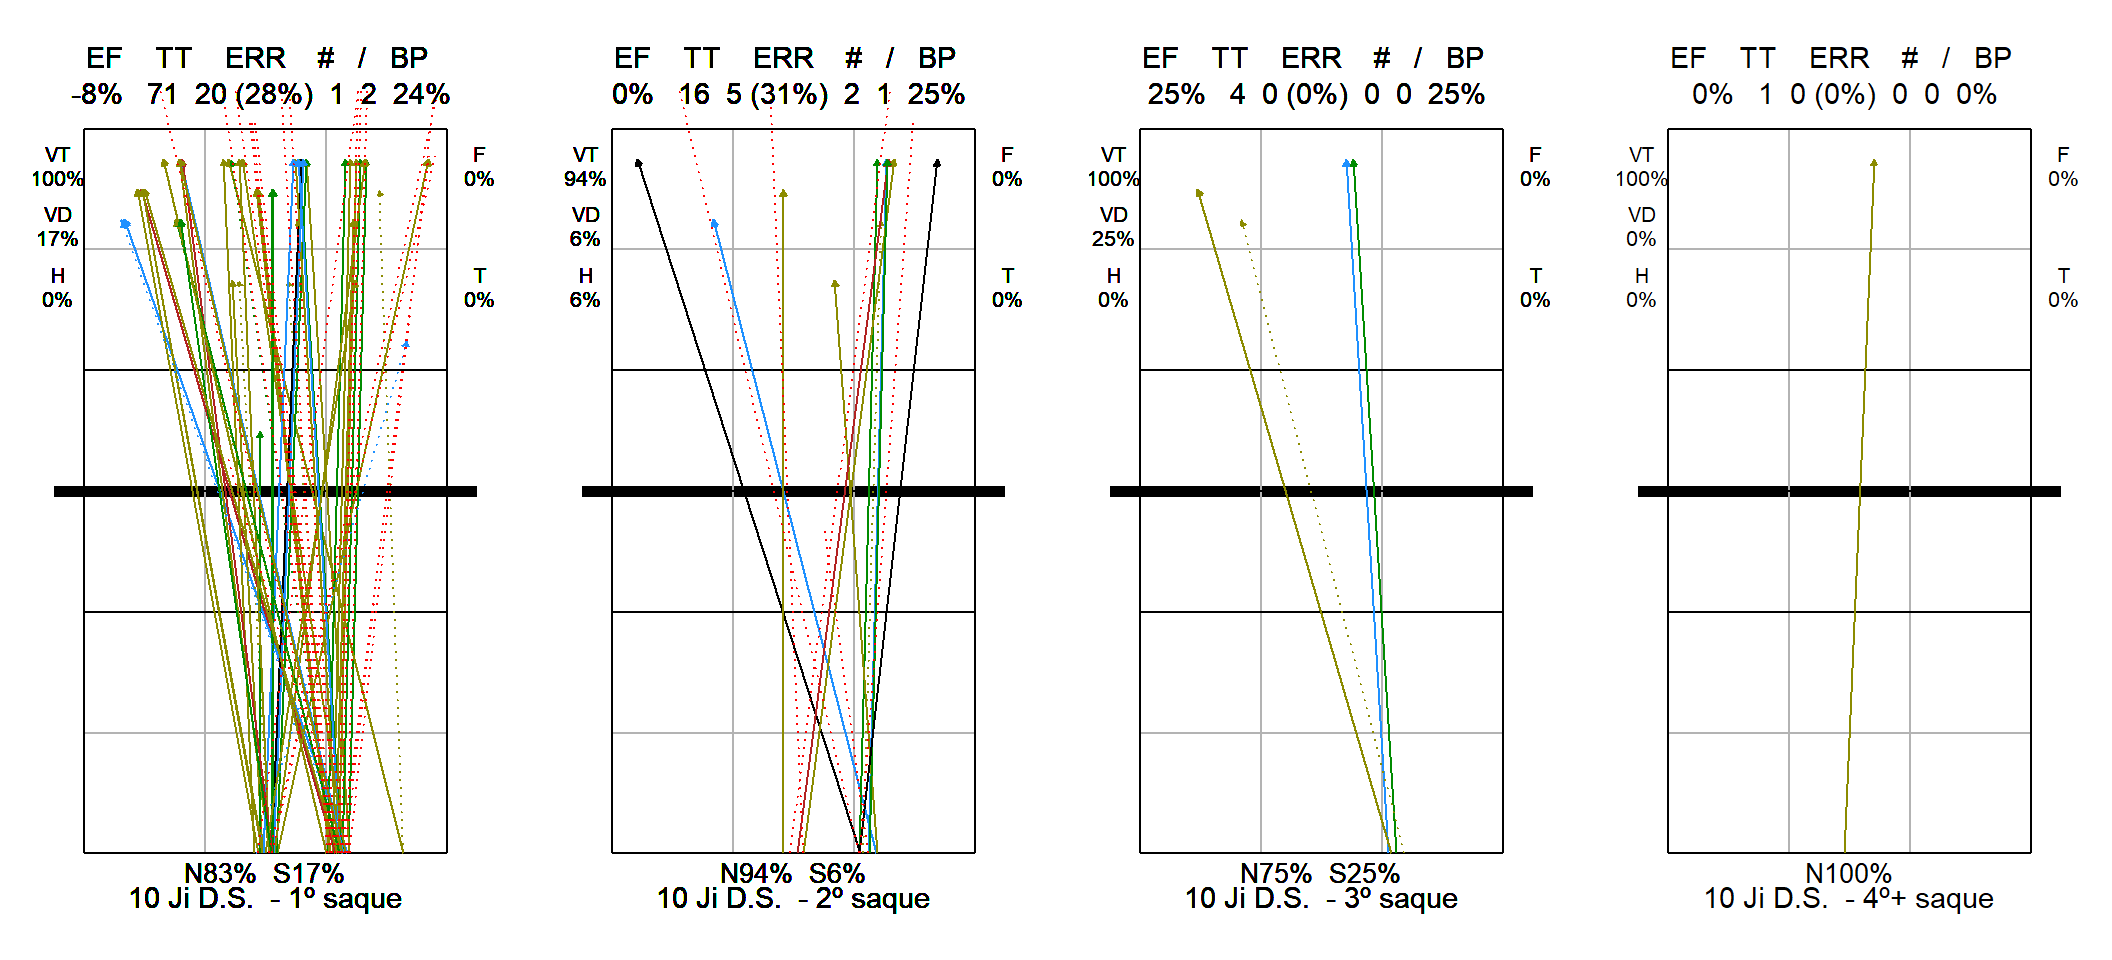 EF TT ERR # / BP
-8% 71 20 (28%) 1 2 24%
VT
100%
VD
17%
H
0%
F
0%
T
0%
N83% S17%
10 Ji D.S. - 1º saque
EF TT ERR # / BP
0% 16 5 (31%) 2 1 25%
VT
94%
VD
6%
H
6%
F
0%
T
0%
N94% S6%
10 Ji D.S. - 2º saque
EF TT ERR # / BP
25% 4 0 (0%) 0 0 25%
VT
100%
VD
25%
H
0%
F
0%
T
0%
N75% S25%
10 Ji D.S. - 3º saque
EF TT ERR # / BP
0% 1 0 (0%) 0 0 0%
VT
100%
VD
0%
H
0%
F
0%
T
0%
N100%
10 Ji D.S. - 4º+ saque